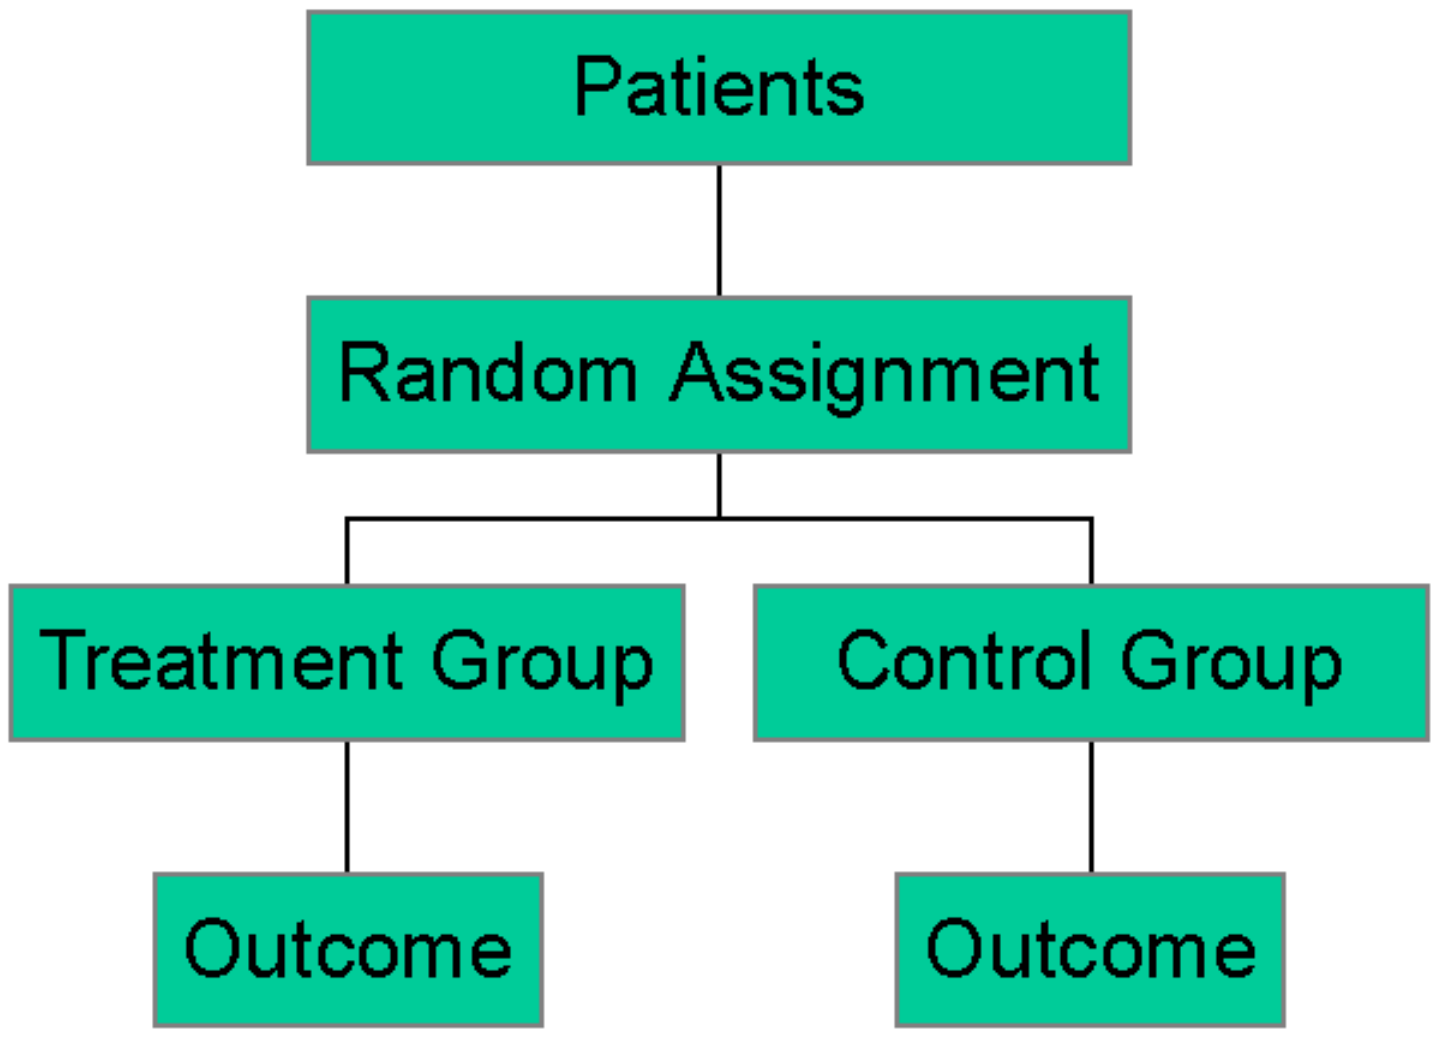 Patients
Random Assignment
Treatment Group
Control Group
Outcome
Outcome